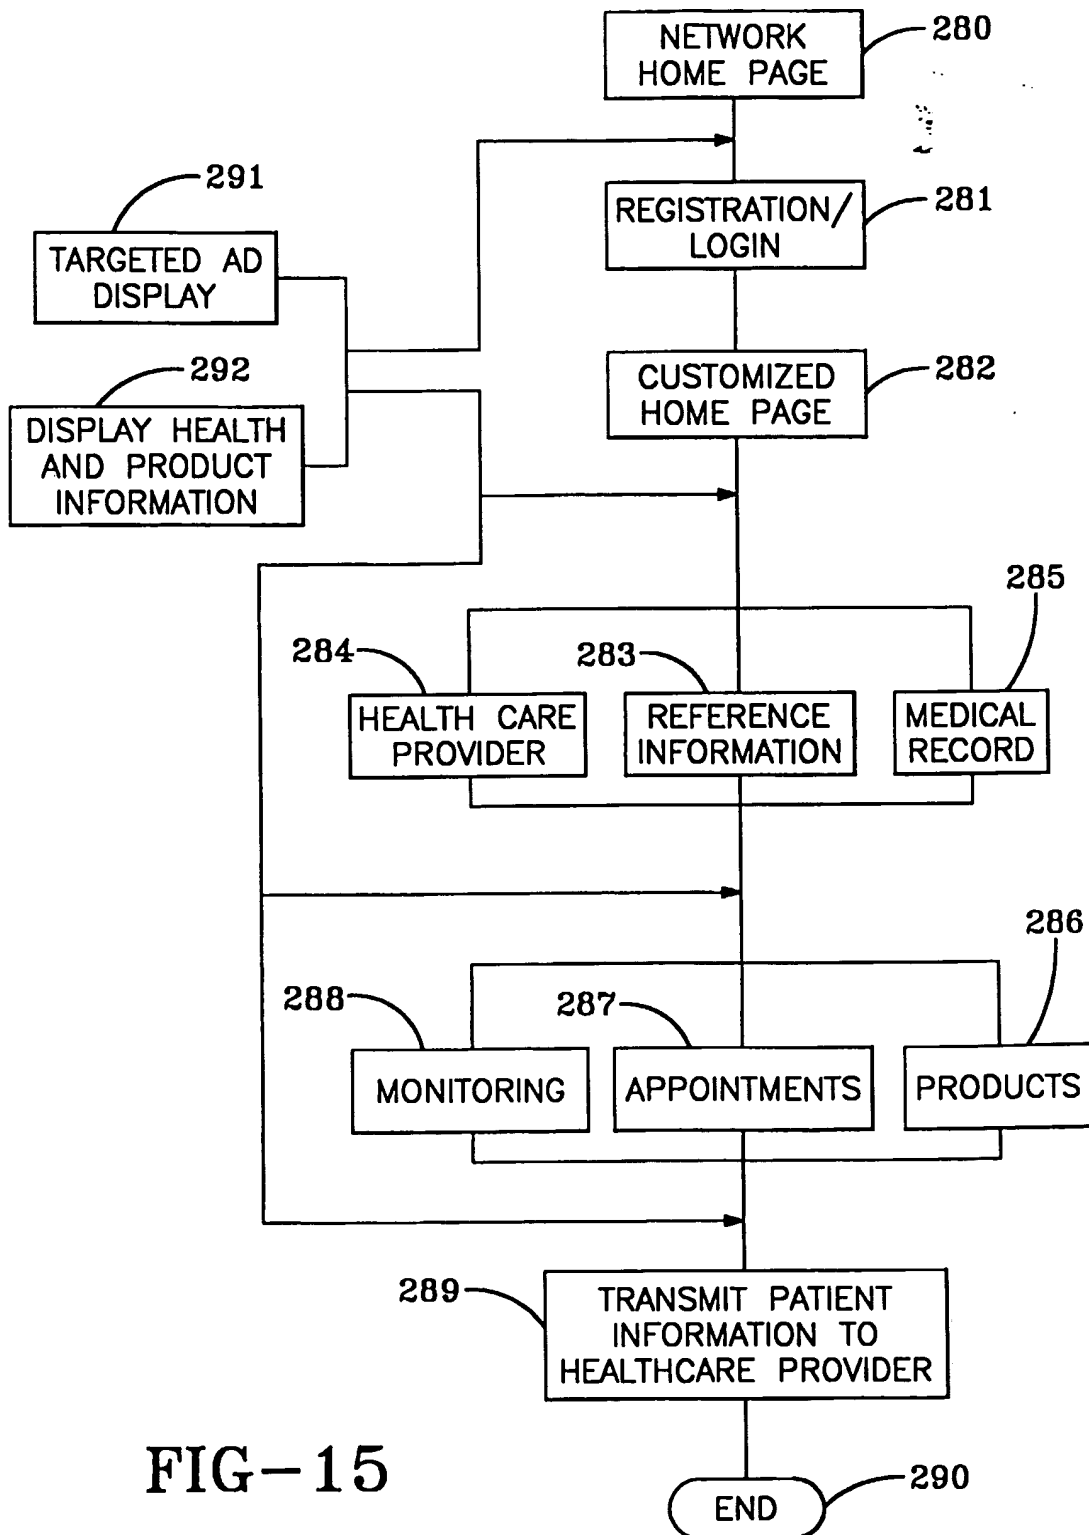 NETWORK
HOME PAGE
280
291
REGISTRATION/
LOGIN
281
TARGETED AD
DISPLAY
292
CUSTOMIZED
HOME PAGE
282
DISPLAY HEALTH
AND PRODUCT
INFORMATION
285
284
283
HEALTH CARE
PROVIDER
REFERENCE
INFORMATION
MEDICAL
RECORD
286
288
287
MONITORING
APPOINTMENTS
PRODUCTS
289
TRANSMIT PATIENT
INFORMATION TO
HEALTHCARE PROVIDER
FIG-15
END
290